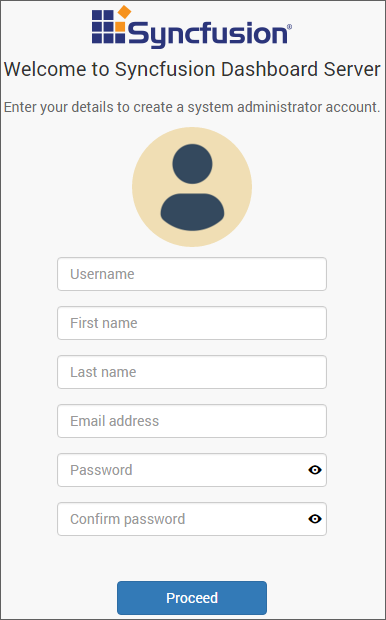 Syncfusion®
Welcome to Syncfusion Dashboard Server
Enter your details to create a system administrator account.
Username
First name
Last name
Email address
Password
Confirm password
Proceed